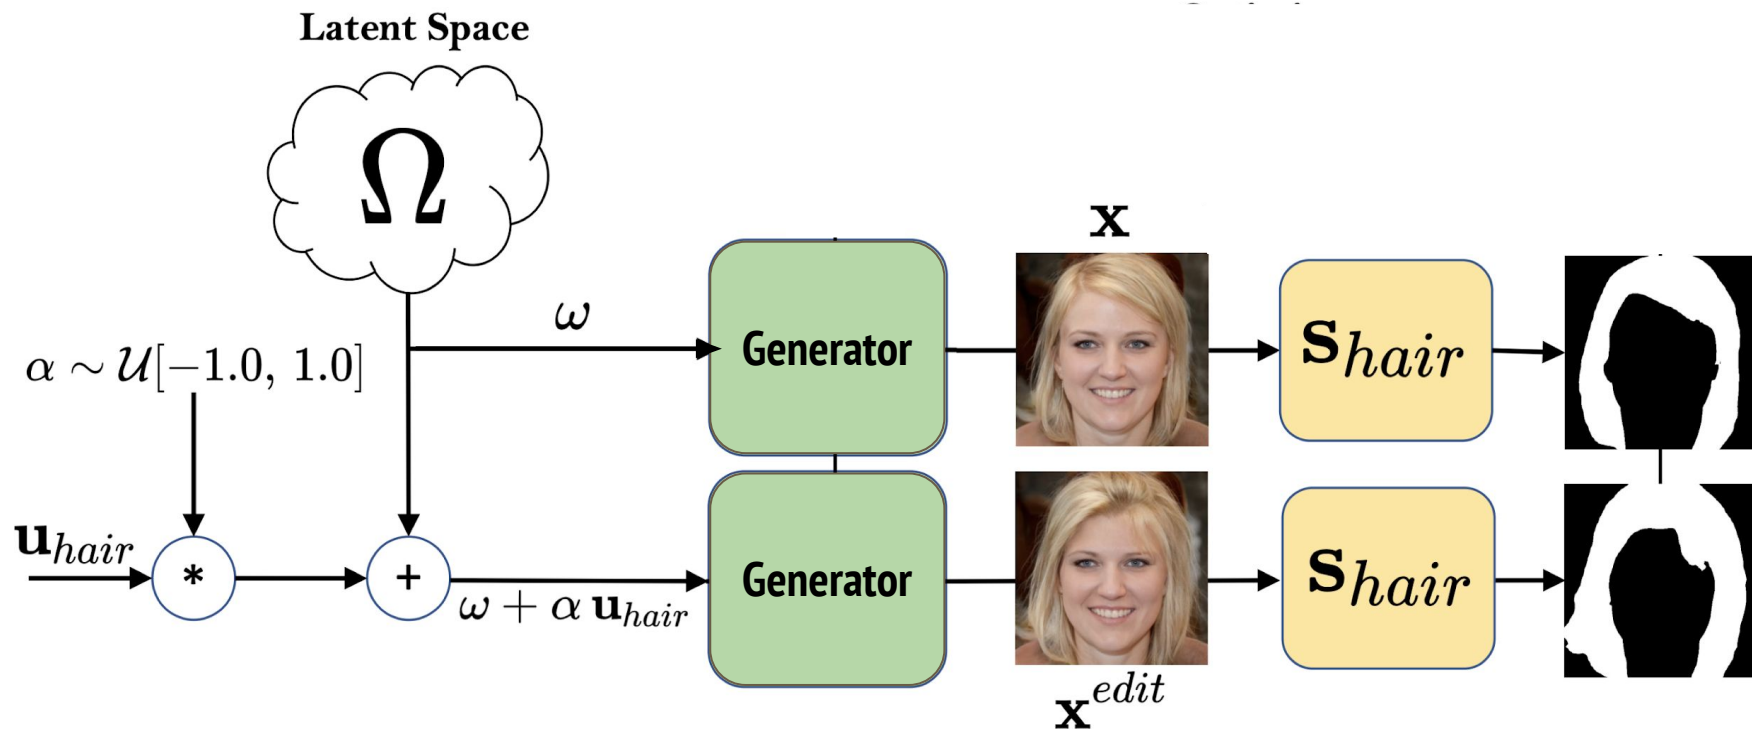 Latent Space
Ω
x
ω
Generator
s_hair
α ∼ 𝒰[−1.0, 1.0]
u_hair
*
+
ω + α u_hair
Generator
s_hair
x^edit